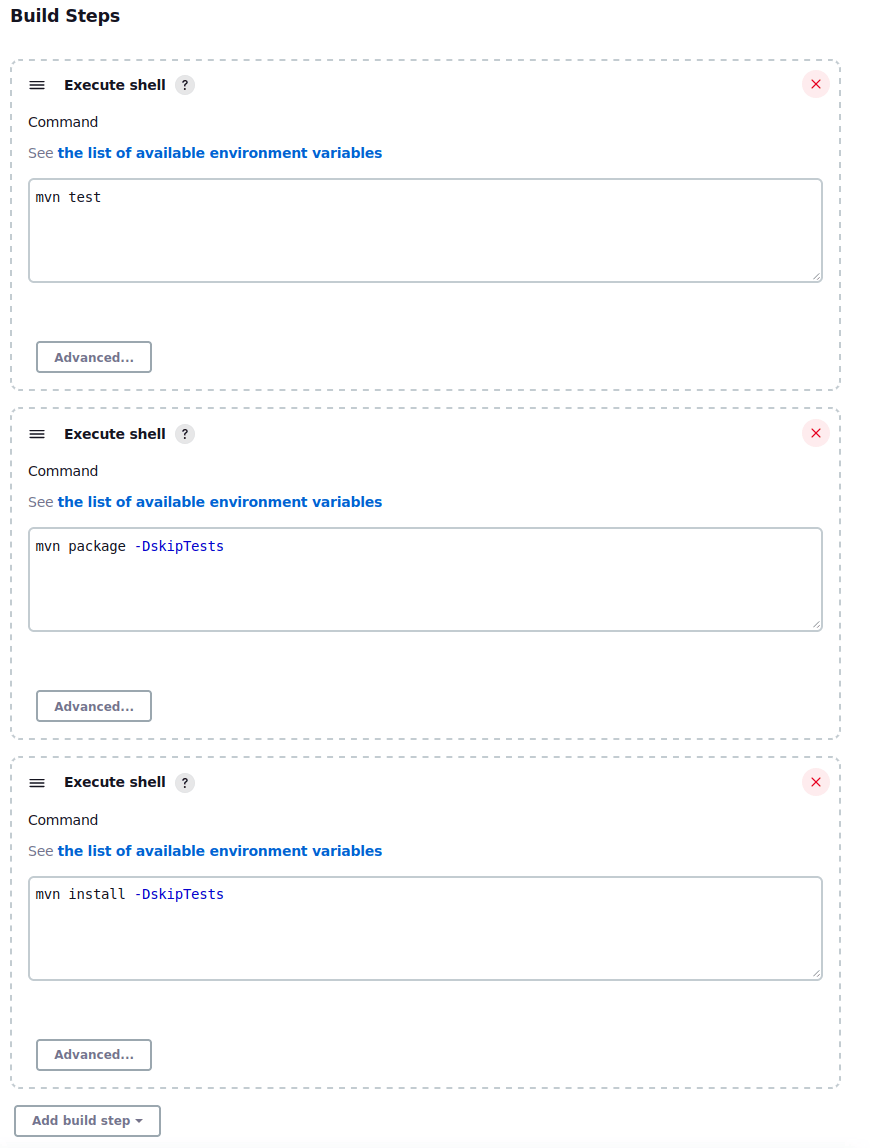 Build Steps
Execute shell ?
Command
See the list of available environment variables
mvn test
Advanced...
Execute shell ?
Command
See the list of available environment variables
mvn package -DskipTests
Advanced...
Execute shell ?
Command
See the list of available environment variables
mvn install -DskipTests
Advanced...
Add build step